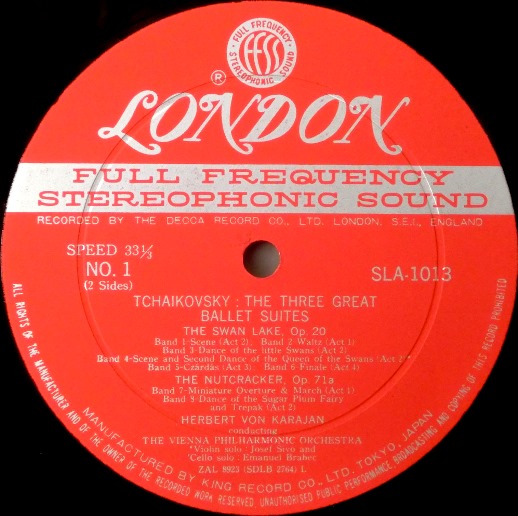 FULL FREQUENCY
FFSS
STEREOPHONIC SOUND
®
LONDON
FULL FREQUENCY
STEREOPHONIC SOUND
RECORDED BY THE DECCA RECORD CO., LTD. LONDON, S.E.I., ENGLAND
SPEED 33⅓
NO. 1
(2 Sides)
SLA-1013
TCHAIKOVSKY : THE THREE GREAT
BALLET SUITES
THE SWAN LAKE, Op. 20
Band 1-Scene (Act 2), Band 2-Waltz (Act 1)
Band 3-Dance of the little Swans (Act 2)
Band 4-Scene and Second Dance of the Queen of the Swans (Act 2)*
Band 5-Czardas (Act 3), Band 6-Finale (Act 4)
THE NUTCRACKER, Op. 71a
Band 7-Miniature Overture & March (Act 1)
Band 8-Dance of the Sugar Plum Fairy
and Trepak (Act 2)
HERBERT VON KARAJAN
conducting
THE VIENNA PHILHARMONIC ORCHESTRA
*Violin solo : Josef Sivo and
'Cello solo : Emanuel Brabec
ZAL 8923 (SDLB 2764) L
MANUFACTURED BY KING RECORD CO., LTD. TOKYO, JAPAN
ALL RIGHTS OF THE MANUFACTURER AND OF THE OWNER OF THE RECORDED WORK RESERVED UNAUTHORISED PUBLIC PERFORMANCE, BROADCASTING AND COPYING OF THIS RECORD PROHIBITED